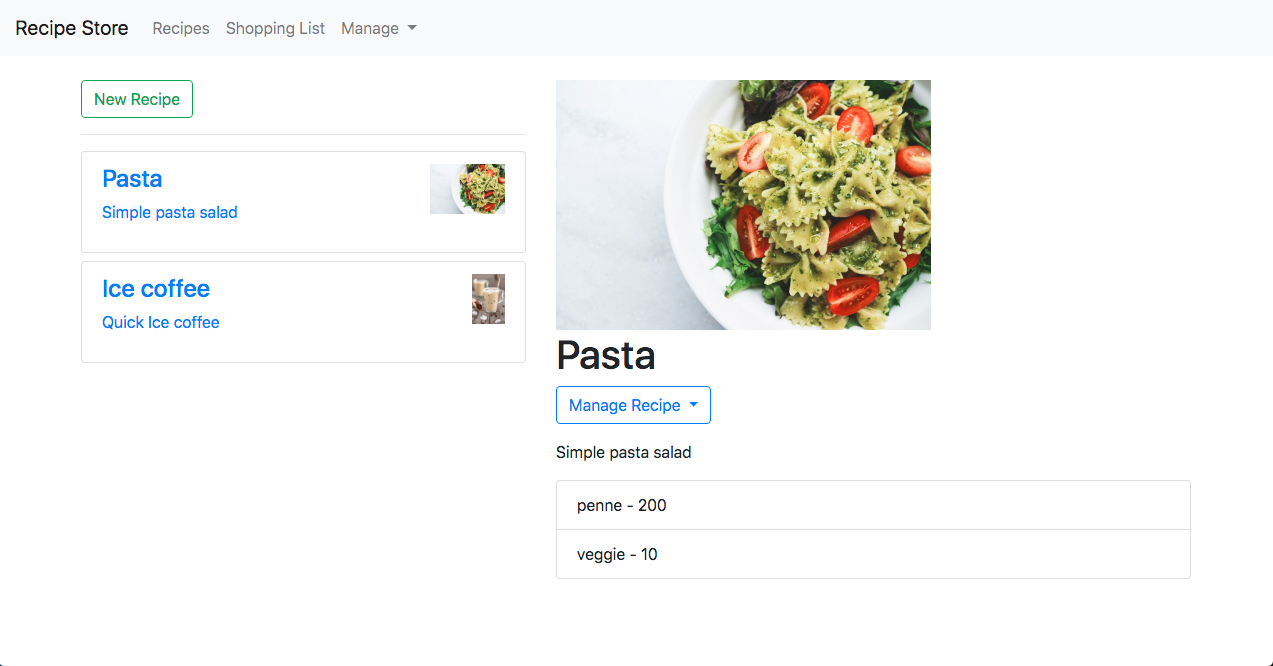 Recipe Store Recipes Shopping List Manage
New Recipe
Pasta
Simple pasta salad
Ice coffee
Quick Ice coffee
Pasta
Manage Recipe
Simple pasta salad
penne - 200
veggie - 10